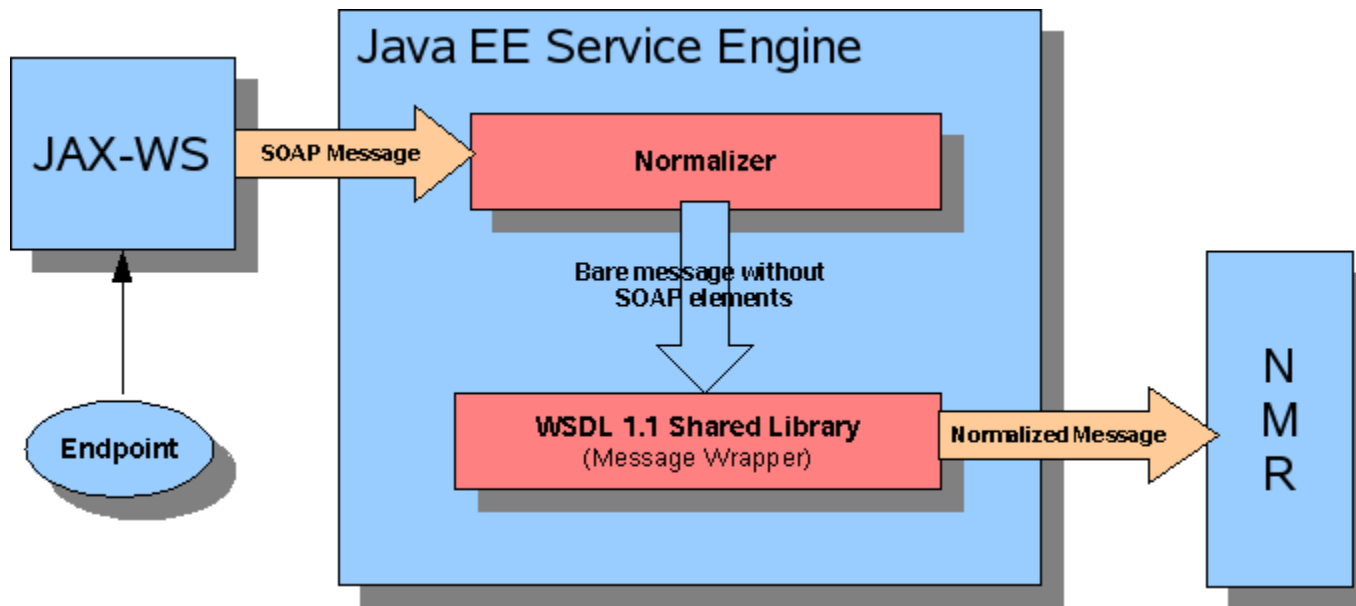 Java EE Service Engine
JAX-WS
SOAP Message
Normalizer
Bare message without
SOAP elements
Endpoint
WSDL 1.1 Shared Library
(Message Wrapper)
Normalized Message
N
M
R